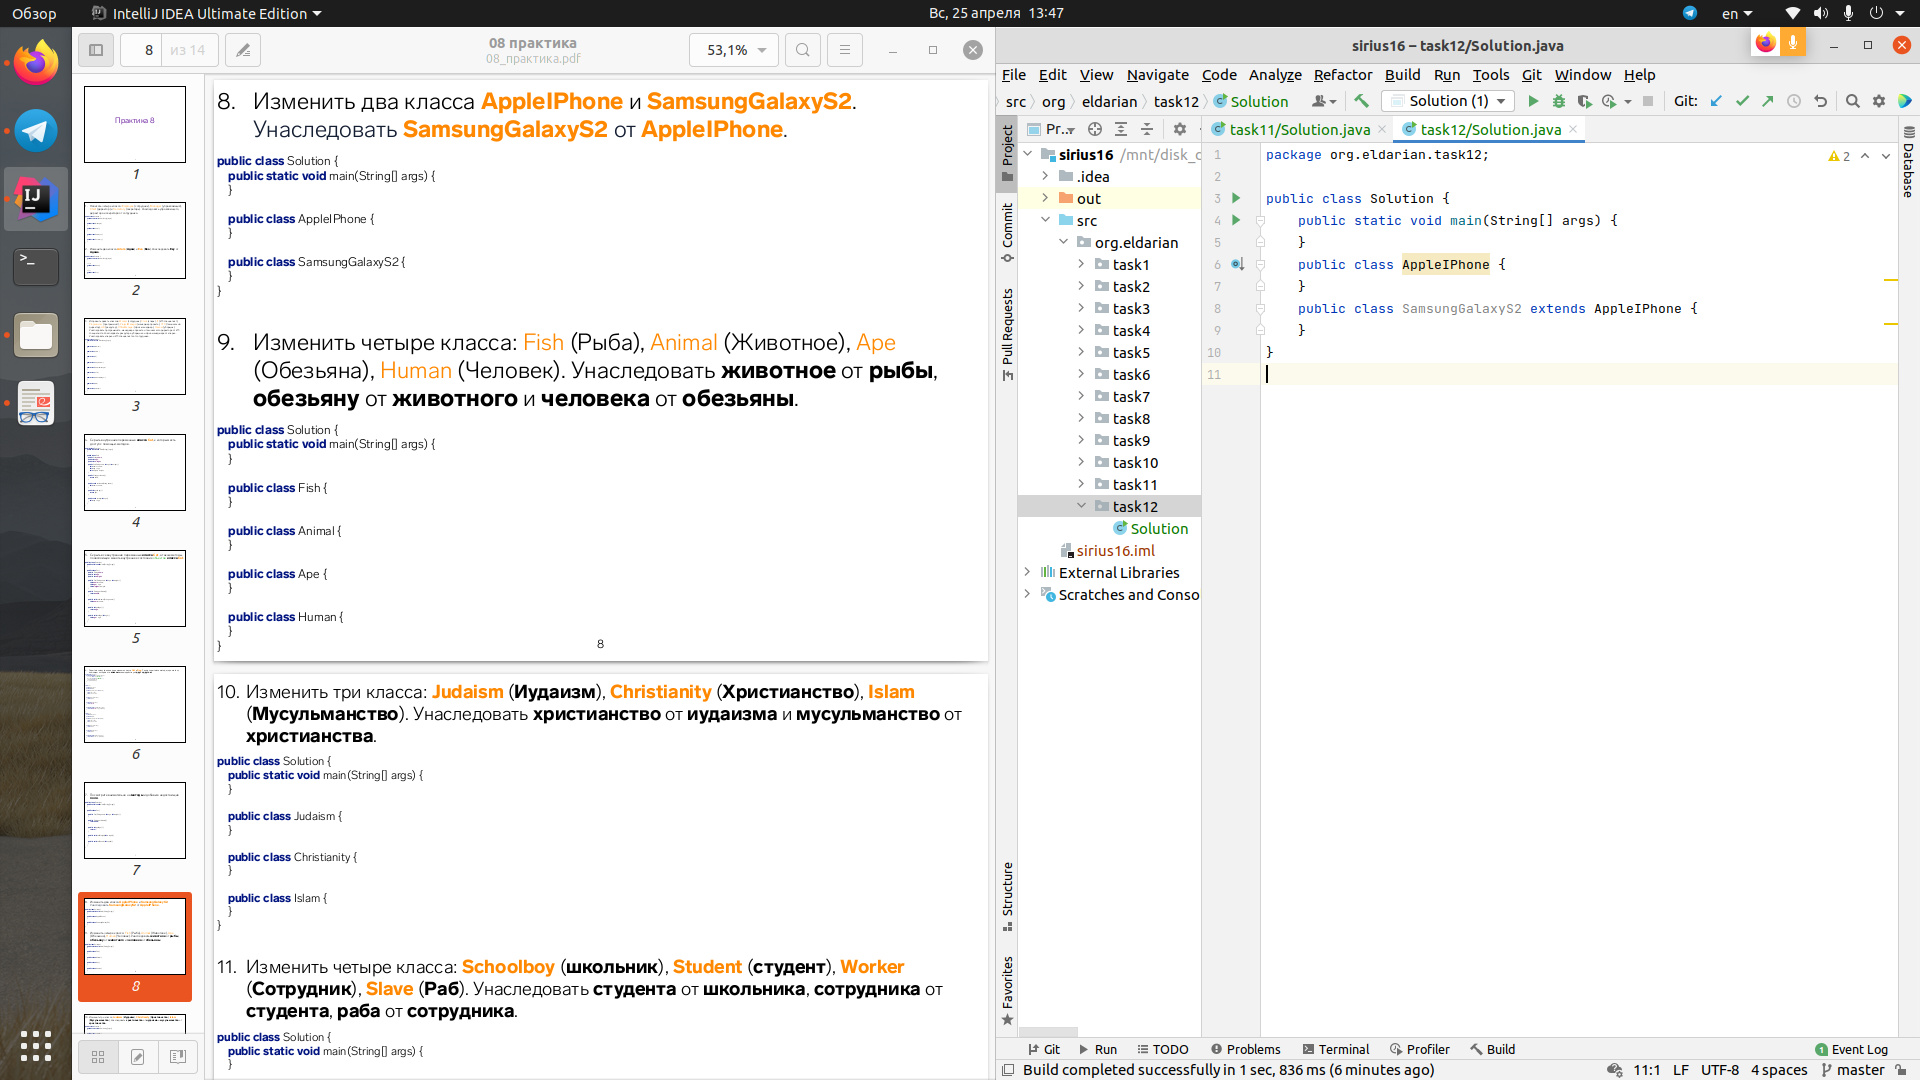 Обзор
IntelliJ IDEA Ultimate Edition
Вс, 25 апреля 13:47
en
8
из 14
08 практика
08_практика.pdf
53,1%
Практика 8
1
2
3
4
5
6
7
8
8. Изменить два класса AppleIPhone и SamsungGalaxyS2.
Унаследовать SamsungGalaxyS2 от AppleIPhone.
public class Solution {
public static void main(String[] args) {
}
public class AppleIPhone {
}
public class SamsungGalaxyS2 {
}
}
9. Изменить четыре класса: Fish (Рыба), Animal (Животное), Ape
(Обезьяна), Human (Человек). Унаследовать животное от рыбы,
обезьяну от животного и человека от обезьяны.
public class Solution {
public static void main(String[] args) {
}
public class Fish {
}
public class Animal {
}
public class Ape {
}
public class Human {
}
}
8
10. Изменить три класса: Judaism (Иудаизм), Christianity (Христианство), Islam
(Мусульманство). Унаследовать христианство от иудаизма и мусульманство от
христианства.
public class Solution {
public static void main(String[] args) {
}
public class Judaism {
}
public class Christianity {
}
public class Islam {
}
}
11. Изменить четыре класса: Schoolboy (школьник), Student (студент), Worker
(Сотрудник), Slave (Раб). Унаследовать студента от школьника, сотрудника от
студента, раба от сотрудника.
public class Solution {
public static void main(String[] args) {
}
sirius16 – task12/Solution.java
File Edit View Navigate Code Analyze Refactor Build Run Tools Git Window Help
src org eldarian task12 Solution
Solution (1)
Git:
Project
Commit
Pull Requests
Structure
Favorites
Pr...
sirius16 /mnt/disk_
.idea
out
src
org.eldarian
task1
task2
task3
task4
task5
task6
task7
task8
task9
task10
task11
task12
Solution
sirius16.iml
External Libraries
Scratches and Conso
task11/Solution.java
task12/Solution.java
2
1 package org.eldarian.task12;
2
3 public class Solution {
4 public static void main(String[] args) {
5 }
6 public class AppleIPhone {
7 }
8 public class SamsungGalaxyS2 extends AppleIPhone {
9 }
10 }
11
Database
Git Run TODO Problems Terminal Profiler Build
1 Event Log
Build completed successfully in 1 sec, 836 ms (6 minutes ago)
11:1 LF UTF-8 4 spaces master